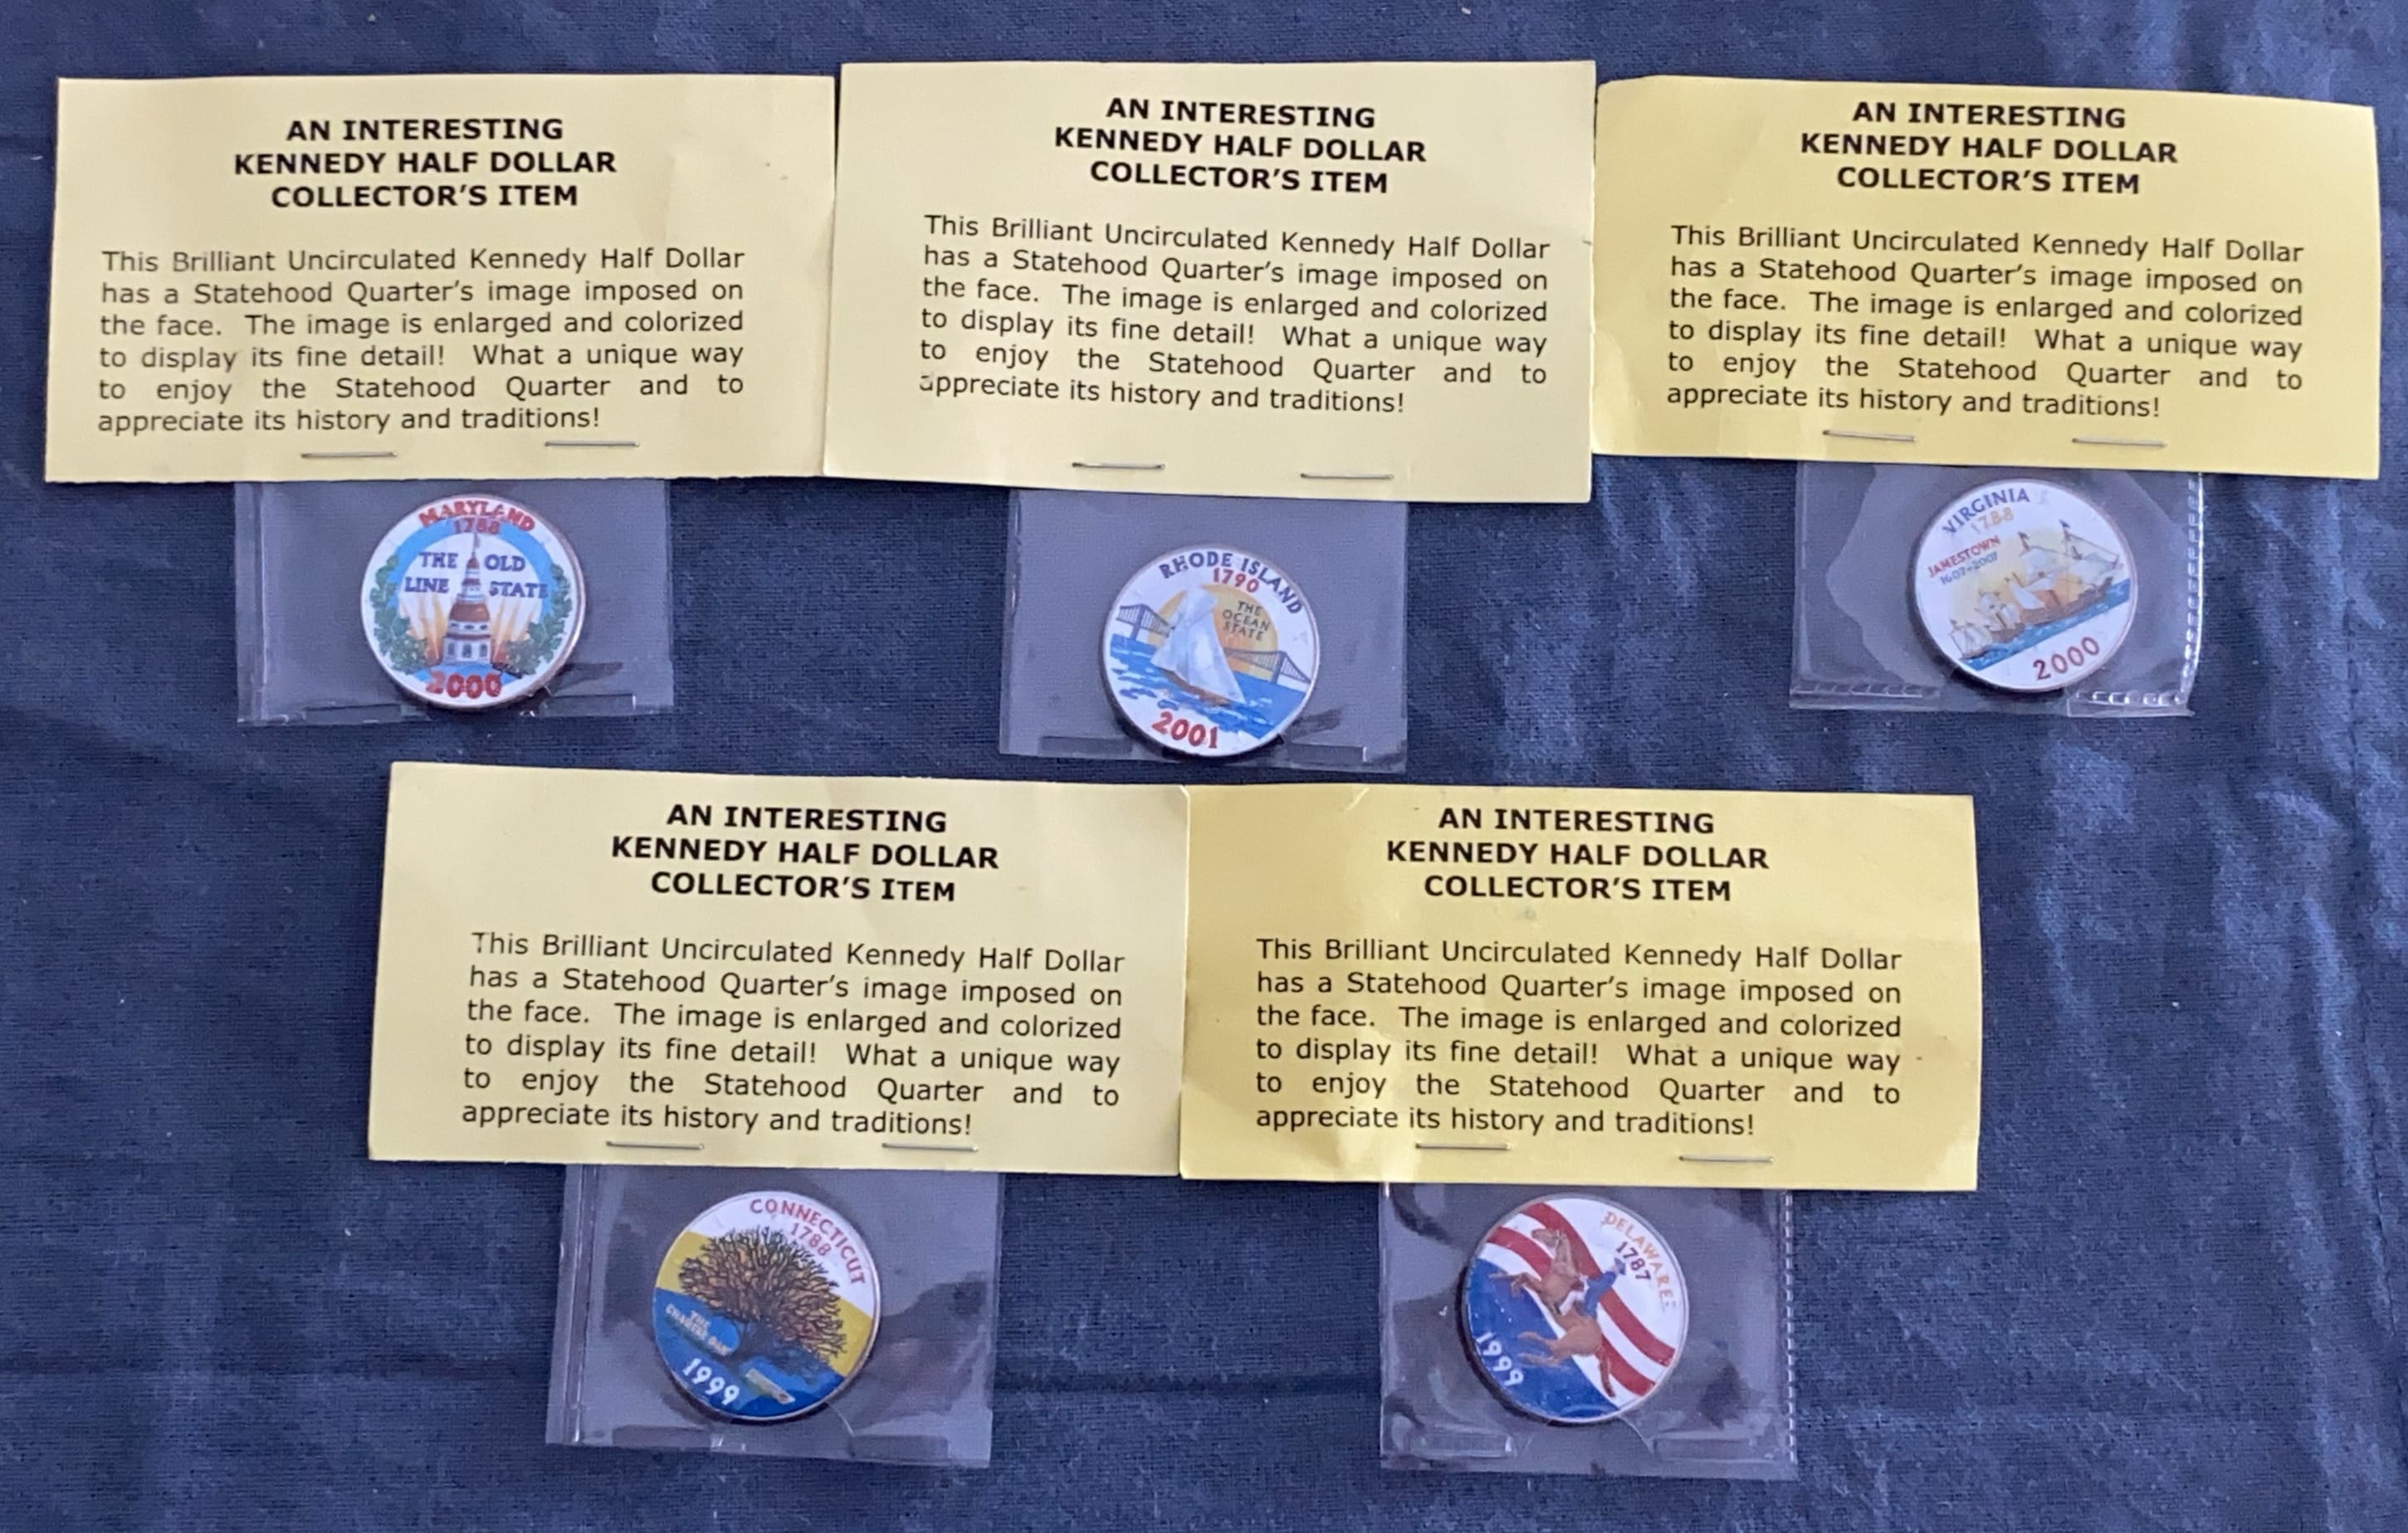 AN INTERESTING
KENNEDY HALF DOLLAR
COLLECTOR'S ITEM
This Brilliant Uncirculated Kennedy Half Dollar
has a Statehood Quarter's image imposed on
the face. The image is enlarged and colorized
to display its fine detail! What a unique way
to enjoy the Statehood Quarter and to
appreciate its history and traditions!
MARYLAND
1788
THE OLD
LINE STATE
2000
AN INTERESTING
KENNEDY HALF DOLLAR
COLLECTOR'S ITEM
This Brilliant Uncirculated Kennedy Half Dollar
has a Statehood Quarter's image imposed on
the face. The image is enlarged and colorized
to display its fine detail! What a unique way
to enjoy the Statehood Quarter and to
appreciate its history and traditions!
RHODE ISLAND
1790
THE
OCEAN
STATE
2001
AN INTERESTING
KENNEDY HALF DOLLAR
COLLECTOR'S ITEM
This Brilliant Uncirculated Kennedy Half Dollar
has a Statehood Quarter's image imposed on
the face. The image is enlarged and colorized
to display its fine detail! What a unique way
to enjoy the Statehood Quarter and to
appreciate its history and traditions!
VIRGINIA
1788
JAMESTOWN
1607-2007
2000
AN INTERESTING
KENNEDY HALF DOLLAR
COLLECTOR'S ITEM
This Brilliant Uncirculated Kennedy Half Dollar
has a Statehood Quarter's image imposed on
the face. The image is enlarged and colorized
to display its fine detail! What a unique way
to enjoy the Statehood Quarter and to
appreciate its history and traditions!
CONNECTICUT
1788
THE
CHARTER OAK
1999
AN INTERESTING
KENNEDY HALF DOLLAR
COLLECTOR'S ITEM
This Brilliant Uncirculated Kennedy Half Dollar
has a Statehood Quarter's image imposed on
the face. The image is enlarged and colorized
to display its fine detail! What a unique way
to enjoy the Statehood Quarter and to
appreciate its history and traditions!
DELAWARE
1787
1999